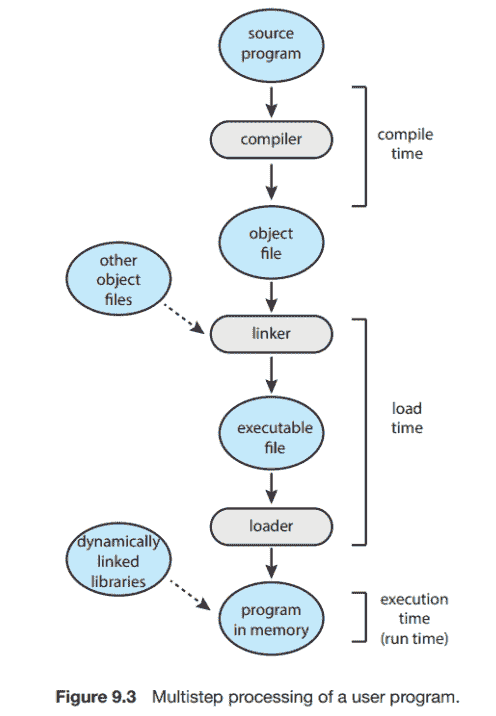 source
program
compiler
compile
time
object
file
other
object
files
linker
load
time
executable
file
loader
dynamically
linked
libraries
program
in memory
execution
time
(run time)
Figure 9.3 Multistep processing of a user program.